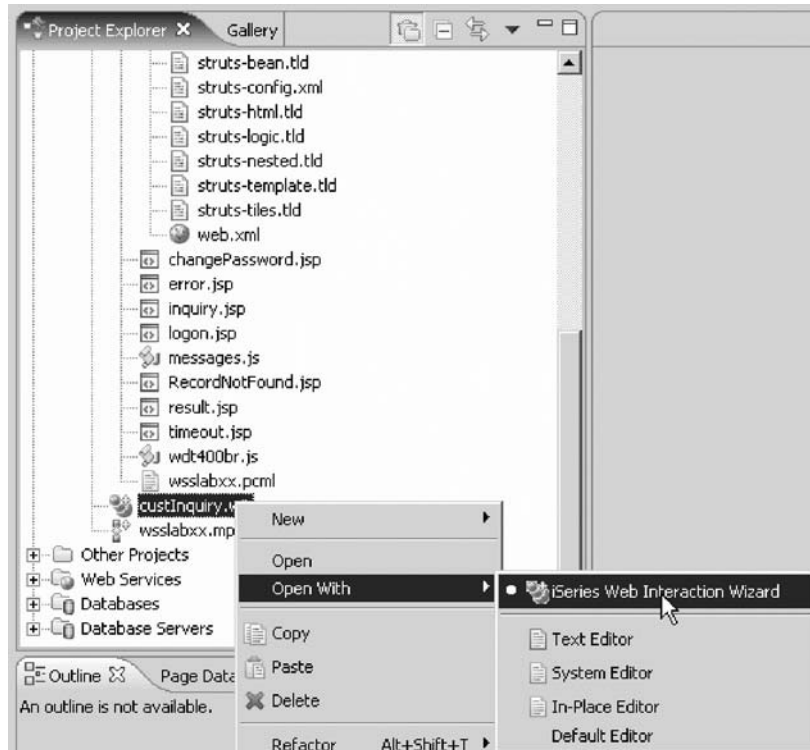 Project Explorer Gallery
struts-bean.tld
struts-config.xml
struts-html.tld
struts-logic.tld
struts-nested.tld
struts-template.tld
struts-tiles.tld
web.xml
changePassword.jsp
error.jsp
inquiry.jsp
logon.jsp
messages.js
RecordNotFound.jsp
result.jsp
timeout.jsp
wdt400br.js
wsslabxx.pcml
custInquiry.w
wsslabxx.mp
Other Projects
Web Services
Databases
Database Servers
New
Open
Open With
Copy
Paste
Delete
Refactor Alt+Shift+T
iSeries Web Interaction Wizard
Text Editor
System Editor
In-Place Editor
Default Editor
Outline Page Data
An outline is not available.